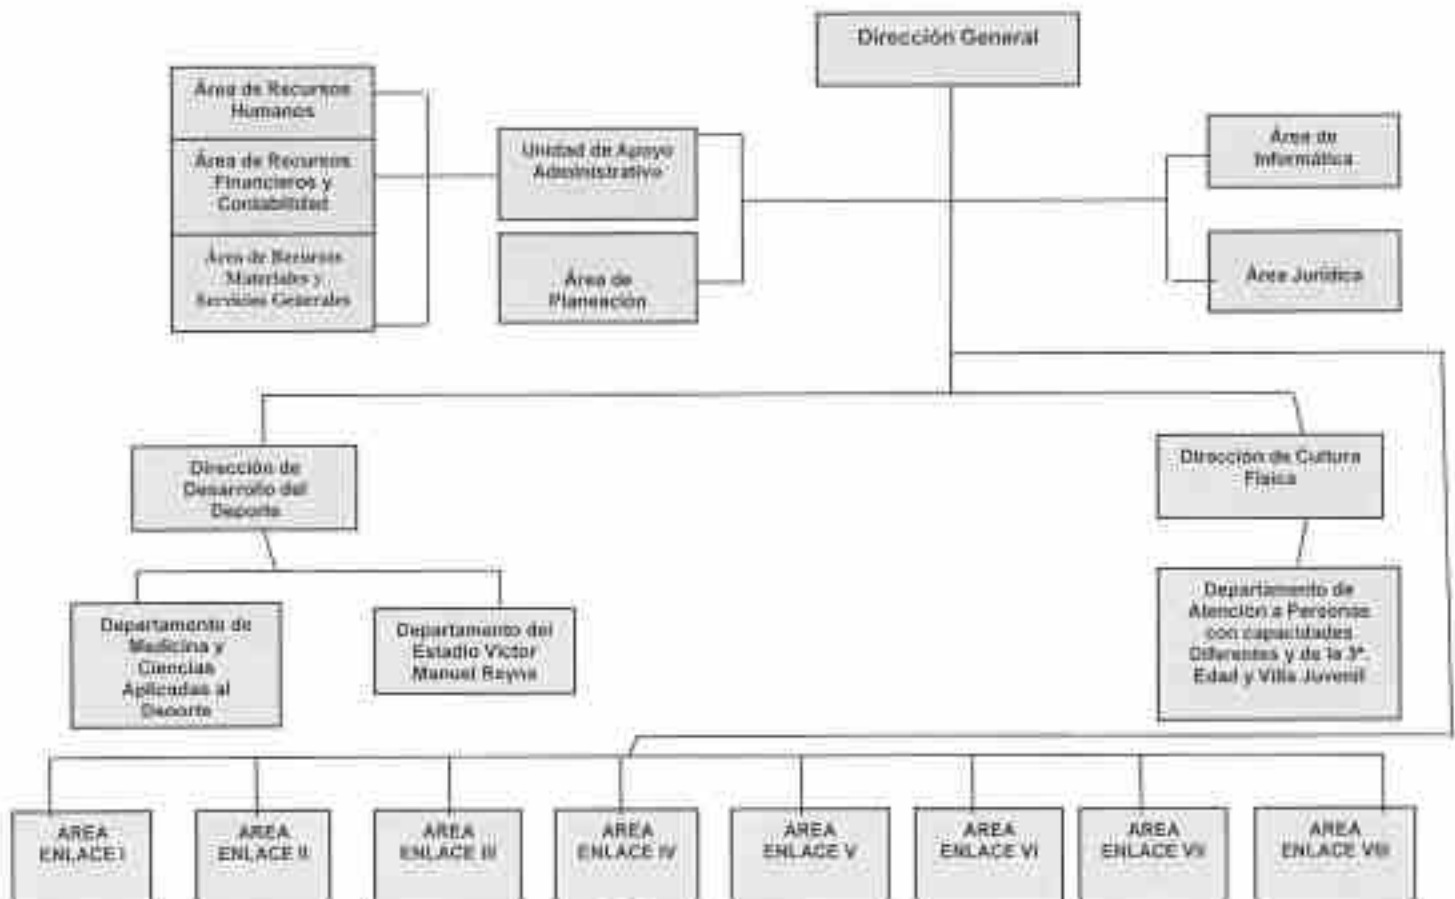 Dirección General
Área de Recursos
Humanos
Área de Recursos
Financieros y
Contabilidad
Área de Recursos
Materiales y
Servicios Generales
Unidad de Apoyo
Administrativo
Área de
Planeación
Área de
Informática
Área Jurídica
Dirección de
Desarrollo del
Deporte
Dirección de Cultura
Física
Departamento de
Medicina y
Ciencias
Aplicadas al
Deporte
Departamento del
Estadio Víctor
Manuel Reyna
Departamento de
Atención a Personas
con capacidades
Diferentes y de la 3ª.
Edad y Villa Juvenil
AREA
ENLACE I
AREA
ENLACE II
AREA
ENLACE III
AREA
ENLACE IV
AREA
ENLACE V
AREA
ENLACE VI
AREA
ENLACE VII
AREA
ENLACE VIII